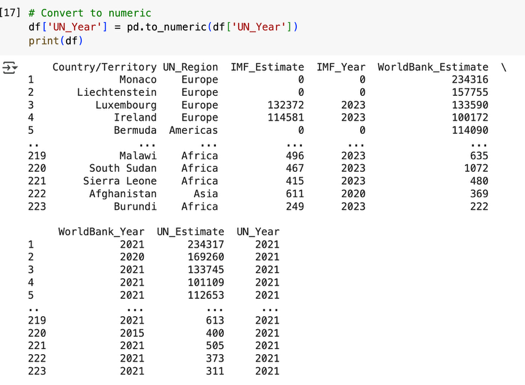 [17] # Convert to numeric
df['UN_Year'] = pd.to_numeric(df['UN_Year'])
print(df)
Country/Territory UN_Region IMF_Estimate IMF_Year WorldBank_Estimate \
1 Monaco Europe 0 0 234316
2 Liechtenstein Europe 0 0 157755
3 Luxembourg Europe 132372 2023 133590
4 Ireland Europe 114581 2023 100172
5 Bermuda Americas 0 0 114090
.. ... ... ... ... ...
219 Malawi Africa 496 2023 635
220 South Sudan Africa 467 2023 1072
221 Sierra Leone Africa 415 2023 480
222 Afghanistan Asia 611 2020 369
223 Burundi Africa 249 2023 222
WorldBank_Year UN_Estimate UN_Year
1 2021 234317 2021
2 2020 169260 2021
3 2021 133745 2021
4 2021 101109 2021
5 2021 112653 2021
.. ... ... ...
219 2021 613 2021
220 2015 400 2021
221 2021 505 2021
222 2021 373 2021
223 2021 311 2021